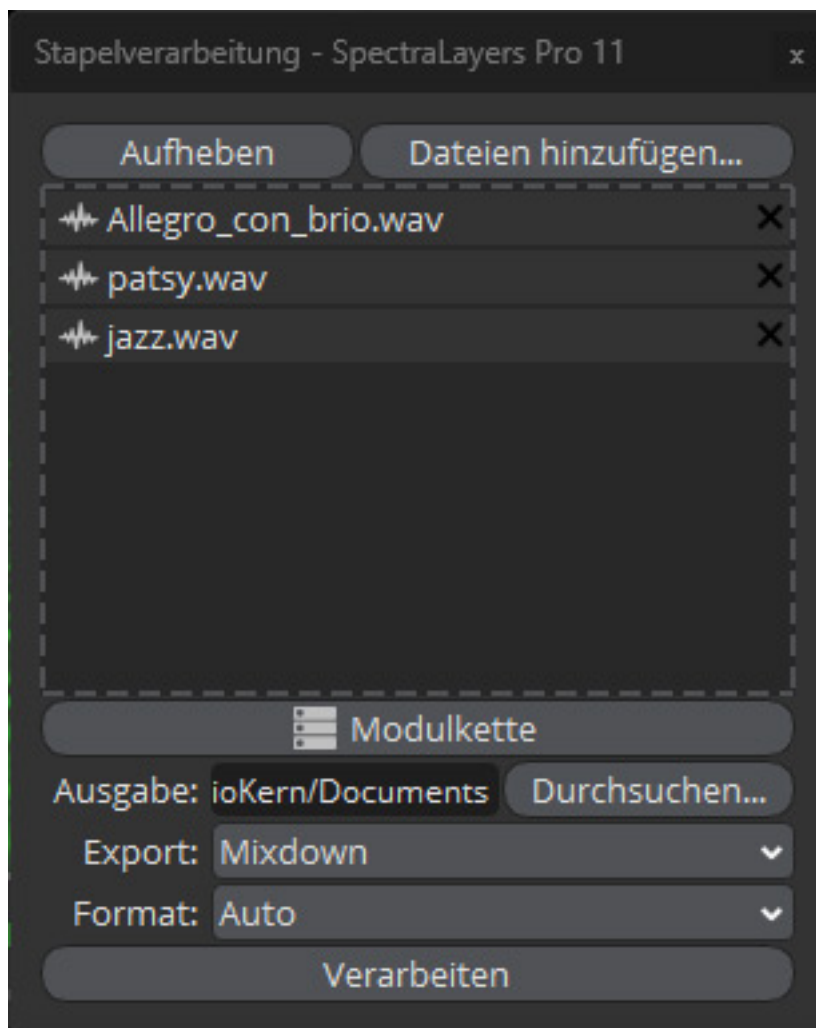 Stapelverarbeitung - SpectraLayers Pro 11 x
Aufheben Dateien hinzufügen...
Allegro_con_brio.wav
patsy.wav
jazz.wav
Modulkette
Ausgabe: ioKern/Documents Durchsuchen...
Export: Mixdown
Format: Auto
Verarbeiten